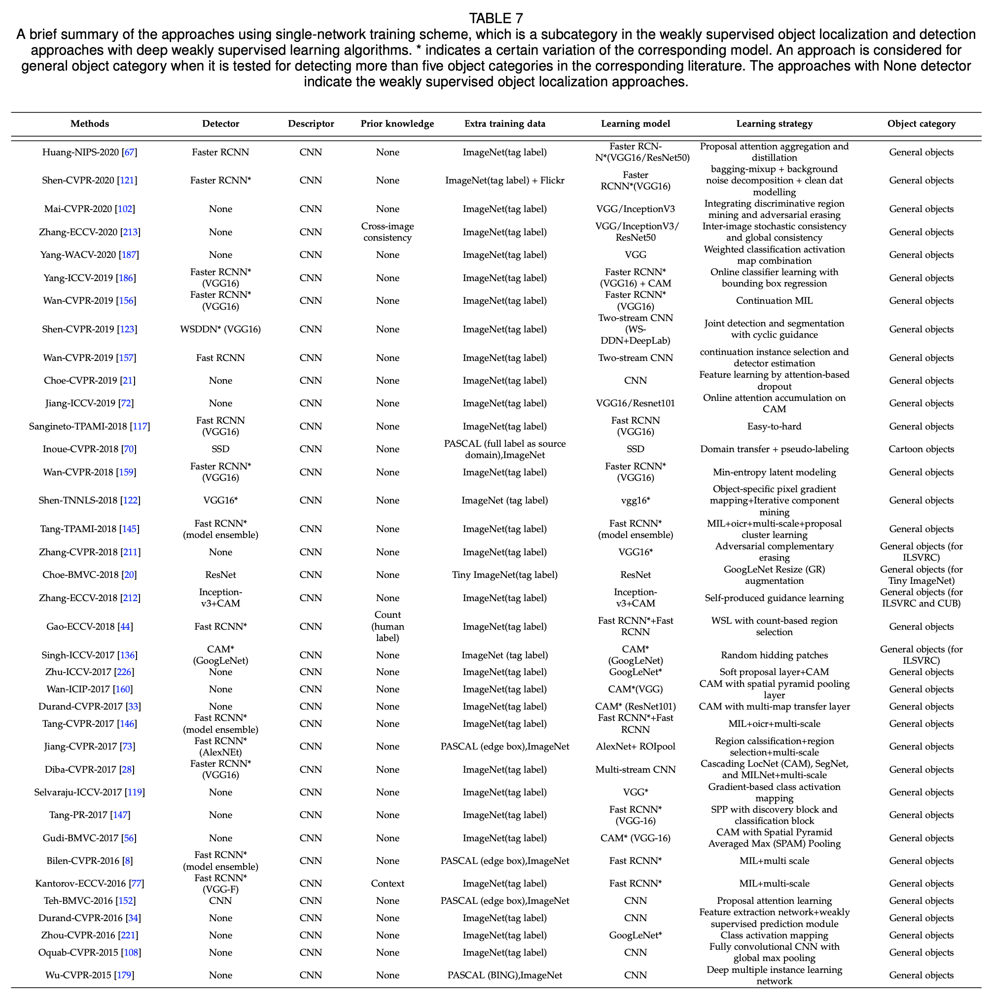 TABLE 7
A brief summary of the approaches using single-network training scheme, which is a subcategory in the weakly supervised object localization and detection
approaches with deep weakly supervised learning algorithms. * indicates a certain variation of the corresponding model. An approach is considered for
general object category when it is tested for detecting more than five object categories in the corresponding literature. The approaches with None detector
indicate the weakly supervised object localization approaches.
Methods Detector Descriptor Prior knowledge Extra training data Learning model Learning strategy Object category
Huang-NIPS-2020 [67] Faster RCNN CNN None ImageNet(tag label) Faster RCN-N*(VGG16/ResNet50) Proposal attention aggregation and distillation General objects
Shen-CVPR-2020 [121] Faster RCNN* CNN None ImageNet(tag label) + Flickr Faster RCNN*(VGG16) bagging-mixup + background noise decomposition + clean dat modelling General objects
Mai-CVPR-2020 [102] None CNN None ImageNet(tag label) VGG/InceptionV3 Integrating discriminative region mining and adversarial erasing General objects
Zhang-ECCV-2020 [213] None CNN Cross-image consistency ImageNet(tag label) VGG/InceptionV3/ResNet50 Inter-image stochastic consistency and global consistency General objects
Yang-WACV-2020 [187] None CNN None ImageNet(tag label) VGG Weighted classification activation map combination General objects
Yang-ICCV-2019 [186] Faster RCNN* (VGG16) CNN None ImageNet(tag label) Faster RCNN* (VGG16) + CAM Online classifier learning with bounding box regression General objects
Wan-CVPR-2019 [156] Faster RCNN* (VGG16) CNN None ImageNet(tag label) Faster RCNN* (VGG16) Continuation MIL General objects
Shen-CVPR-2019 [123] WSDDN* (VGG16) CNN None ImageNet(tag label) Two-stream CNN (WS-DDN+DeepLab) Joint detection and segmentation with cyclic guidance General objects
Wan-CVPR-2019 [157] Fast RCNN CNN None ImageNet(tag label) Two-stream CNN continuation instance selection and detector estimation General objects
Choe-CVPR-2019 [21] None CNN None ImageNet(tag label) CNN Feature learning by attention-based dropout General objects
Jiang-ICCV-2019 [72] None CNN None ImageNet(tag label) VGG16/Resnet101 Online attention accumulation on CAM General objects
Sangineto-TPAMI-2018 [117] Fast RCNN (VGG16) CNN None ImageNet(tag label) Fast RCNN (VGG16) Easy-to-hard General objects
Inoue-CVPR-2018 [70] SSD CNN None PASCAL (full label as source domain),ImageNet SSD Domain transfer + pseudo-labeling Cartoon objects
Wan-CVPR-2018 [159] Faster RCNN* (VGG16) CNN None ImageNet(tag label) Faster RCNN* (VGG16) Min-entropy latent modeling General objects
Shen-TNNLS-2018 [122] VGG16* CNN None ImageNet (tag label) vgg16* Object-specific pixel gradient mapping+Iterative component mining General objects
Tang-TPAMI-2018 [145] Fast RCNN* (model ensemble) CNN None ImageNet(tag label) Fast RCNN* (model ensemble) MIL+oicr+multi-scale+proposal cluster learning General objects
Zhang-CVPR-2018 [211] None CNN None ImageNet(tag label) VGG16* Adversarial complementary erasing General objects (for ILSVRC)
Choe-BMVC-2018 [20] ResNet CNN None Tiny ImageNet(tag label) ResNet GoogLeNet Resize (GR) augmentation General objects (for Tiny ImageNet)
Zhang-ECCV-2018 [212] Inception-v3+CAM CNN None ImageNet(tag label) Inception-v3+CAM Self-produced guidance learning General objects (for ILSVRC and CUB)
Gao-ECCV-2018 [44] Fast RCNN* CNN Count (human label) ImageNet(tag label) Fast RCNN*+Fast RCNN WSL with count-based region selection General objects
Singh-ICCV-2017 [136] CAM* (GoogLeNet) CNN None ImageNet (tag label) CAM* (GoogLeNet) Random hidding patches General objects (for ILSVRC)
Zhu-ICCV-2017 [226] None CNN None ImageNet(tag label) GoogLeNet* Soft proposal layer+CAM General objects
Wan-ICIP-2017 [160] None CNN None ImageNet(tag label) CAM*(VGG) CAM with spatial pyramid pooling layer General objects
Durand-CVPR-2017 [33] None CNN None ImageNet(tag label) CAM* (ResNet101) CAM with multi-map transfer layer General objects
Tang-CVPR-2017 [146] Fast RCNN* (model ensemble) CNN None ImageNet(tag label) Fast RCNN*+Fast RCNN MIL+oicr+multi-scale General objects
Jiang-CVPR-2017 [73] Fast RCNN* (AlexNEt) CNN None PASCAL (edge box),ImageNet AlexNet+ ROIpool Region calssification+region selection+multi-scale General objects
Diba-CVPR-2017 [28] Faster RCNN* (VGG16) CNN None ImageNet(tag label) Multi-stream CNN Cascading LocNet (CAM), SegNet, and MILNet+multi-scale General objects
Selvaraju-ICCV-2017 [119] None CNN None ImageNet(tag label) VGG* Gradient-based class activation mapping General objects
Tang-PR-2017 [147] None CNN None ImageNet(tag label) Fast RCNN* (VGG-16) SPP with discovery block and classification block General objects
Gudi-BMVC-2017 [56] None CNN None ImageNet(tag label) CAM* (VGG-16) CAM with Spatial Pyramid Averaged Max (SPAM) Pooling General objects
Bilen-CVPR-2016 [8] Fast RCNN* (model ensemble) CNN None PASCAL (edge box),ImageNet Fast RCNN* MIL+multi scale General objects
Kantorov-ECCV-2016 [77] Fast RCNN* (VGG-F) CNN Context ImageNet(tag label) Fast RCNN* MIL+multi-scale General objects
Teh-BMVC-2016 [152] CNN CNN None PASCAL (edge box),ImageNet CNN Proposal attention learning General objects
Durand-CVPR-2016 [34] None CNN None ImageNet(tag label) CNN Feature extraction network+weakly supervised prediction module General objects
Zhou-CVPR-2016 [221] None CNN None ImageNet(tag label) GoogLeNet* Class activation mapping General objects
Oquab-CVPR-2015 [108] None CNN None ImageNet(tag label) CNN Fully convolutional CNN with global max pooling General objects
Wu-CVPR-2015 [179] None CNN None PASCAL (BING),ImageNet CNN Deep multiple instance learning network General objects